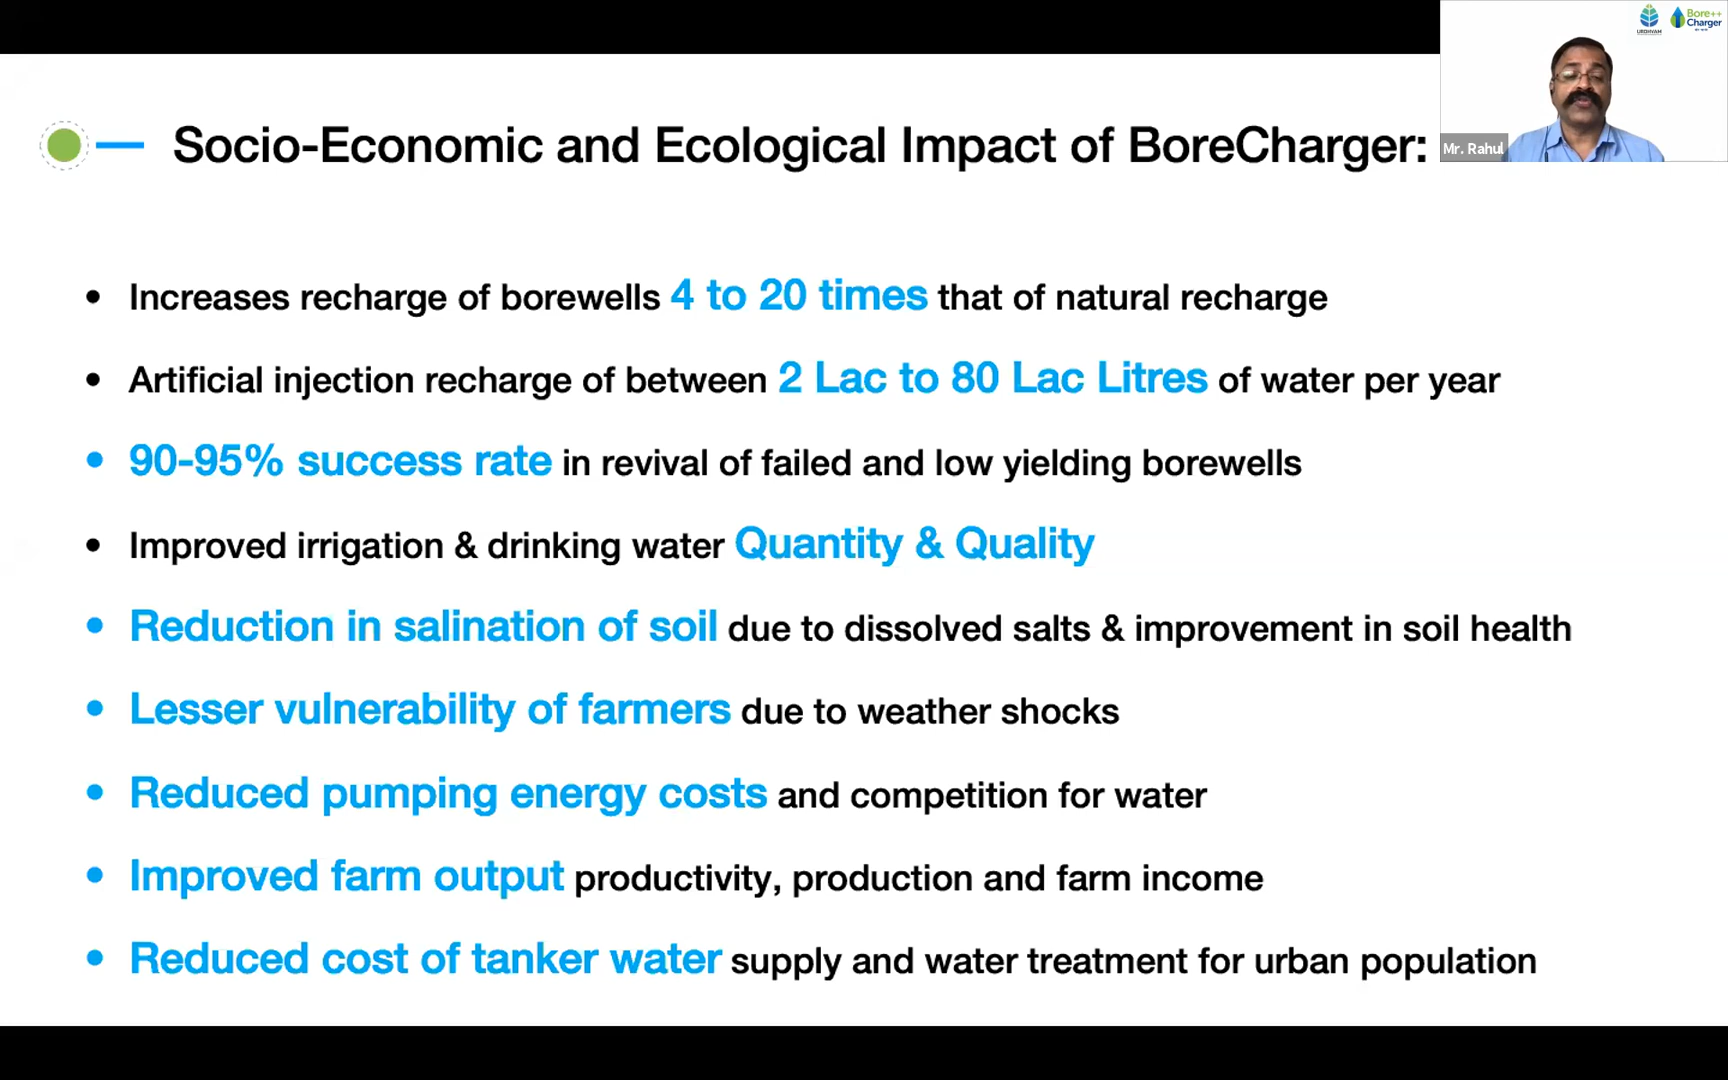 URDHVAM
Bore++
Charger
Mr. Rahul
Socio-Economic and Ecological Impact of BoreCharger:
• Increases recharge of borewells 4 to 20 times that of natural recharge
• Artificial injection recharge of between 2 Lac to 80 Lac Litres of water per year
• 90-95% success rate in revival of failed and low yielding borewells
• Improved irrigation & drinking water Quantity & Quality
• Reduction in salination of soil due to dissolved salts & improvement in soil health
• Lesser vulnerability of farmers due to weather shocks
• Reduced pumping energy costs and competition for water
• Improved farm output productivity, production and farm income
• Reduced cost of tanker water supply and water treatment for urban population